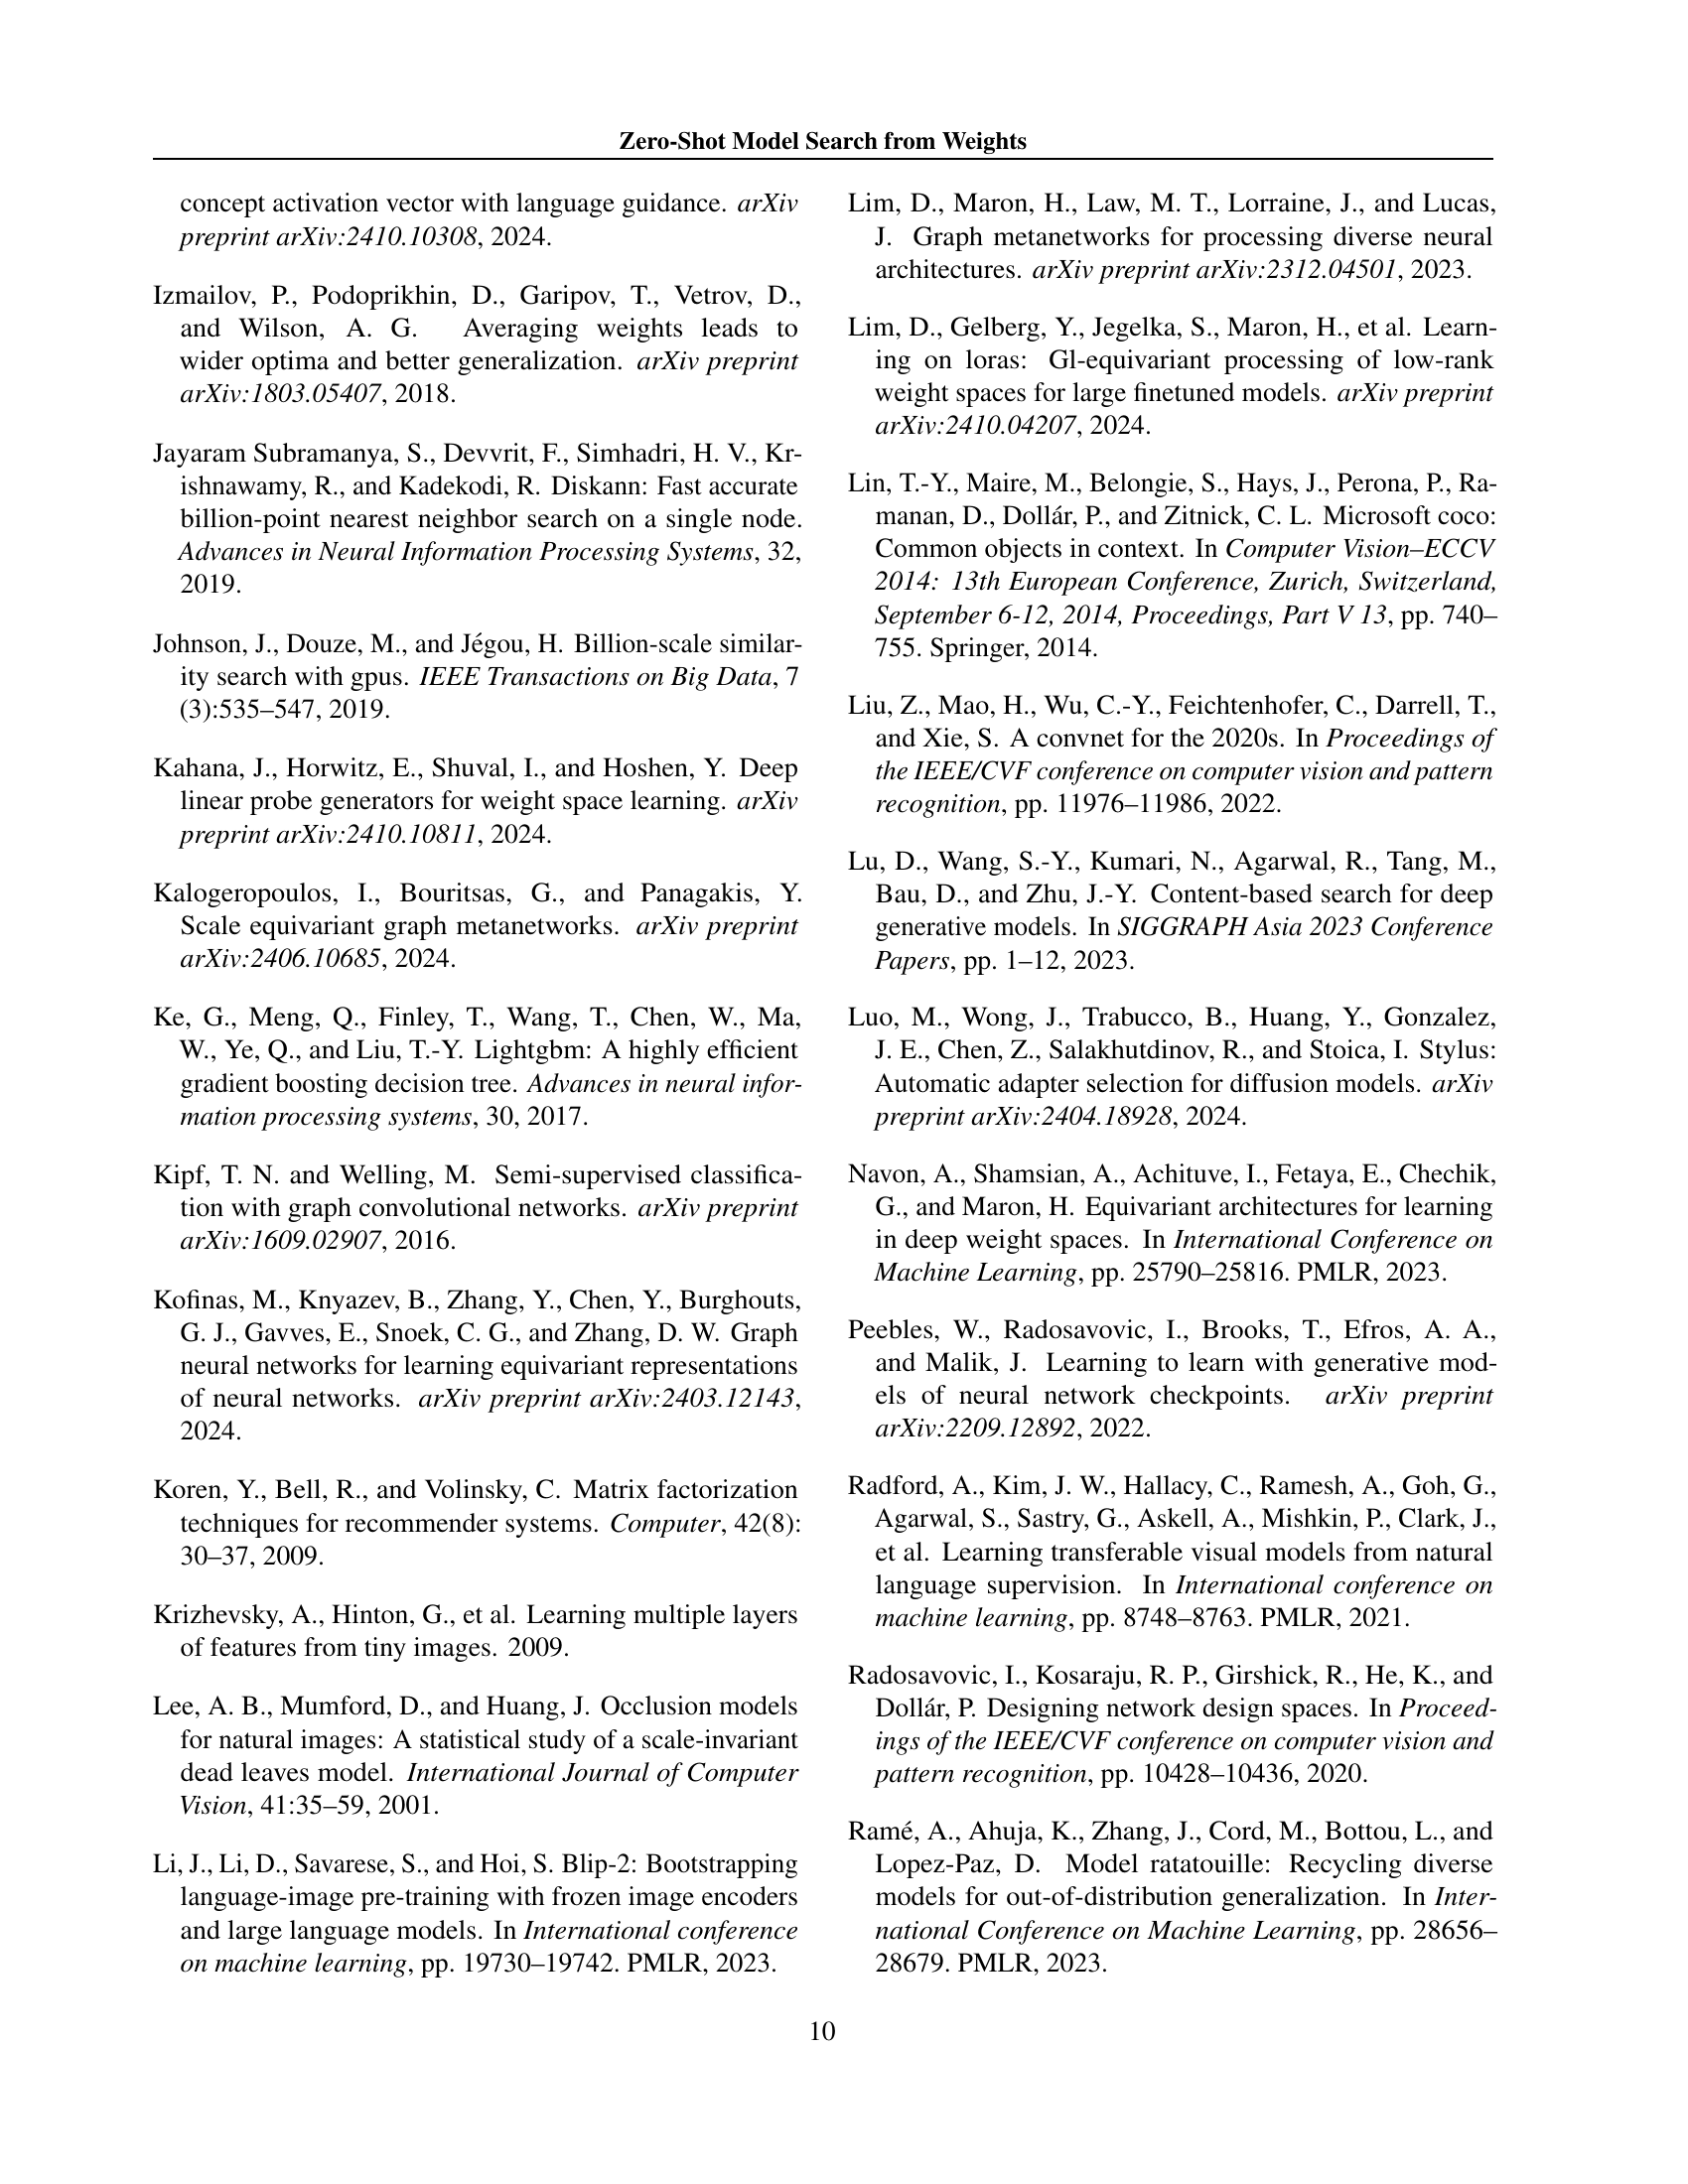 Zero-Shot Model Search from Weights
concept activation vector with language guidance. arXiv
preprint arXiv:2410.10308, 2024.
Izmailov, P., Podoprikhin, D., Garipov, T., Vetrov, D.,
and Wilson, A. G. Averaging weights leads to
wider optima and better generalization. arXiv preprint
arXiv:1803.05407, 2018.
Jayaram Subramanya, S., Devvrit, F., Simhadri, H. V., Kr-
ishnawamy, R., and Kadekodi, R. Diskann: Fast accurate
billion-point nearest neighbor search on a single node.
Advances in Neural Information Processing Systems, 32,
2019.
Johnson, J., Douze, M., and Jégou, H. Billion-scale similar-
ity search with gpus. IEEE Transactions on Big Data, 7
(3):535–547, 2019.
Kahana, J., Horwitz, E., Shuval, I., and Hoshen, Y. Deep
linear probe generators for weight space learning. arXiv
preprint arXiv:2410.10811, 2024.
Kalogeropoulos, I., Bouritsas, G., and Panagakis, Y.
Scale equivariant graph metanetworks. arXiv preprint
arXiv:2406.10685, 2024.
Ke, G., Meng, Q., Finley, T., Wang, T., Chen, W., Ma,
W., Ye, Q., and Liu, T.-Y. Lightgbm: A highly efficient
gradient boosting decision tree. Advances in neural infor-
mation processing systems, 30, 2017.
Kipf, T. N. and Welling, M. Semi-supervised classifica-
tion with graph convolutional networks. arXiv preprint
arXiv:1609.02907, 2016.
Kofinas, M., Knyazev, B., Zhang, Y., Chen, Y., Burghouts,
G. J., Gavves, E., Snoek, C. G., and Zhang, D. W. Graph
neural networks for learning equivariant representations
of neural networks. arXiv preprint arXiv:2403.12143,
2024.
Koren, Y., Bell, R., and Volinsky, C. Matrix factorization
techniques for recommender systems. Computer, 42(8):
30–37, 2009.
Krizhevsky, A., Hinton, G., et al. Learning multiple layers
of features from tiny images. 2009.
Lee, A. B., Mumford, D., and Huang, J. Occlusion models
for natural images: A statistical study of a scale-invariant
dead leaves model. International Journal of Computer
Vision, 41:35–59, 2001.
Li, J., Li, D., Savarese, S., and Hoi, S. Blip-2: Bootstrapping
language-image pre-training with frozen image encoders
and large language models. In International conference
on machine learning, pp. 19730–19742. PMLR, 2023.
Lim, D., Maron, H., Law, M. T., Lorraine, J., and Lucas,
J. Graph metanetworks for processing diverse neural
architectures. arXiv preprint arXiv:2312.04501, 2023.
Lim, D., Gelberg, Y., Jegelka, S., Maron, H., et al. Learn-
ing on loras: Gl-equivariant processing of low-rank
weight spaces for large finetuned models. arXiv preprint
arXiv:2410.04207, 2024.
Lin, T.-Y., Maire, M., Belongie, S., Hays, J., Perona, P., Ra-
manan, D., Dollár, P., and Zitnick, C. L. Microsoft coco:
Common objects in context. In Computer Vision–ECCV
2014: 13th European Conference, Zurich, Switzerland,
September 6-12, 2014, Proceedings, Part V 13, pp. 740–
755. Springer, 2014.
Liu, Z., Mao, H., Wu, C.-Y., Feichtenhofer, C., Darrell, T.,
and Xie, S. A convnet for the 2020s. In Proceedings of
the IEEE/CVF conference on computer vision and pattern
recognition, pp. 11976–11986, 2022.
Lu, D., Wang, S.-Y., Kumari, N., Agarwal, R., Tang, M.,
Bau, D., and Zhu, J.-Y. Content-based search for deep
generative models. In SIGGRAPH Asia 2023 Conference
Papers, pp. 1–12, 2023.
Luo, M., Wong, J., Trabucco, B., Huang, Y., Gonzalez,
J. E., Chen, Z., Salakhutdinov, R., and Stoica, I. Stylus:
Automatic adapter selection for diffusion models. arXiv
preprint arXiv:2404.18928, 2024.
Navon, A., Shamsian, A., Achituve, I., Fetaya, E., Chechik,
G., and Maron, H. Equivariant architectures for learning
in deep weight spaces. In International Conference on
Machine Learning, pp. 25790–25816. PMLR, 2023.
Peebles, W., Radosavovic, I., Brooks, T., Efros, A. A.,
and Malik, J. Learning to learn with generative mod-
els of neural network checkpoints. arXiv preprint
arXiv:2209.12892, 2022.
Radford, A., Kim, J. W., Hallacy, C., Ramesh, A., Goh, G.,
Agarwal, S., Sastry, G., Askell, A., Mishkin, P., Clark, J.,
et al. Learning transferable visual models from natural
language supervision. In International conference on
machine learning, pp. 8748–8763. PMLR, 2021.
Radosavovic, I., Kosaraju, R. P., Girshick, R., He, K., and
Dollár, P. Designing network design spaces. In Proceed-
ings of the IEEE/CVF conference on computer vision and
pattern recognition, pp. 10428–10436, 2020.
Ramé, A., Ahuja, K., Zhang, J., Cord, M., Bottou, L., and
Lopez-Paz, D. Model ratatouille: Recycling diverse
models for out-of-distribution generalization. In Inter-
national Conference on Machine Learning, pp. 28656–
28679. PMLR, 2023.
10